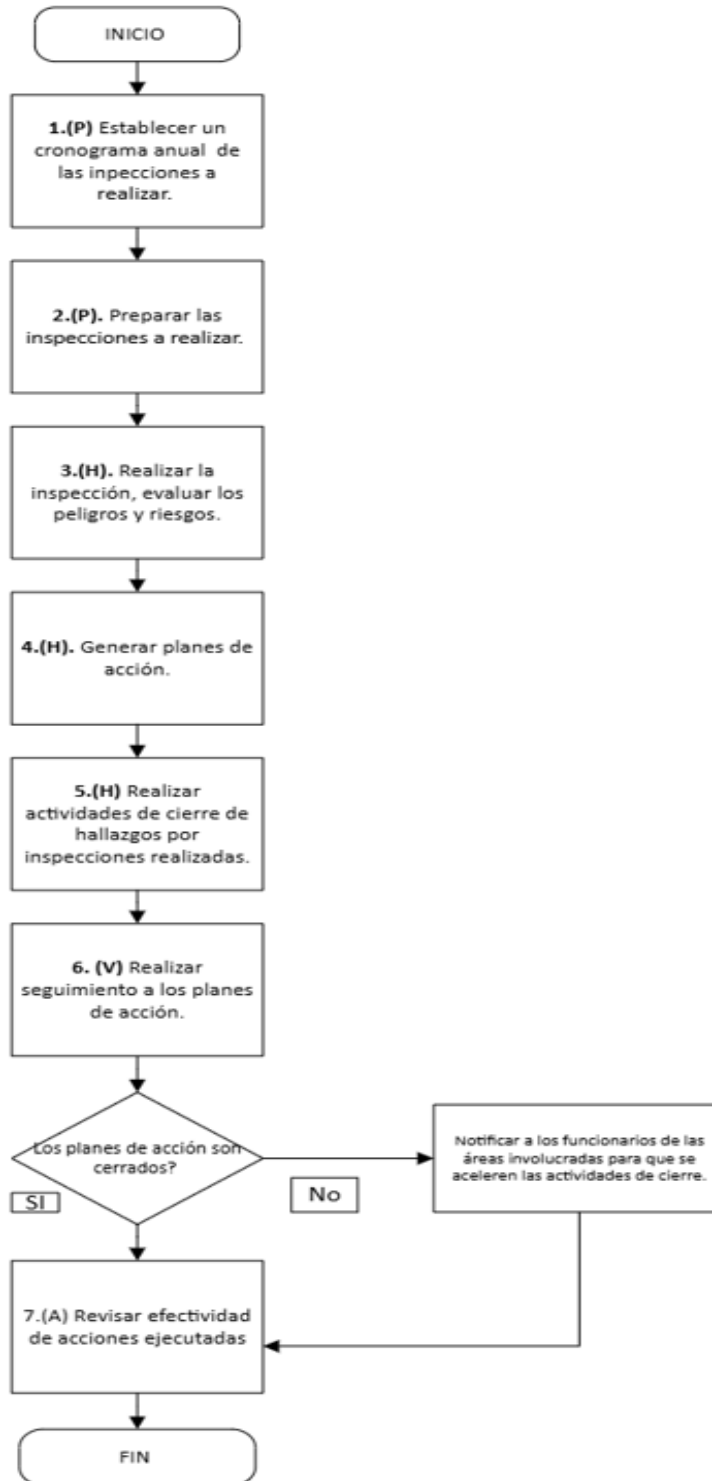 INICIO
1.(P) Establecer un
cronograma anual de
las inpecciones a
realizar.
2.(P). Preparar las
inspecciones a realizar.
3.(H). Realizar la
inspección, evaluar los
peligros y riesgos.
4.(H). Generar planes de
acción.
5.(H) Realizar
actividades de cierre de
hallazgos por
inspecciones realizadas.
6. (V) Realizar
seguimiento a los planes
de acción.
Los planes de acción son
cerrados?
SI
No
Notificar a los funcionarios de las
áreas involucradas para que se
aceleren las actividades de cierre.
7.(A) Revisar efectividad
de acciones ejecutadas
FIN